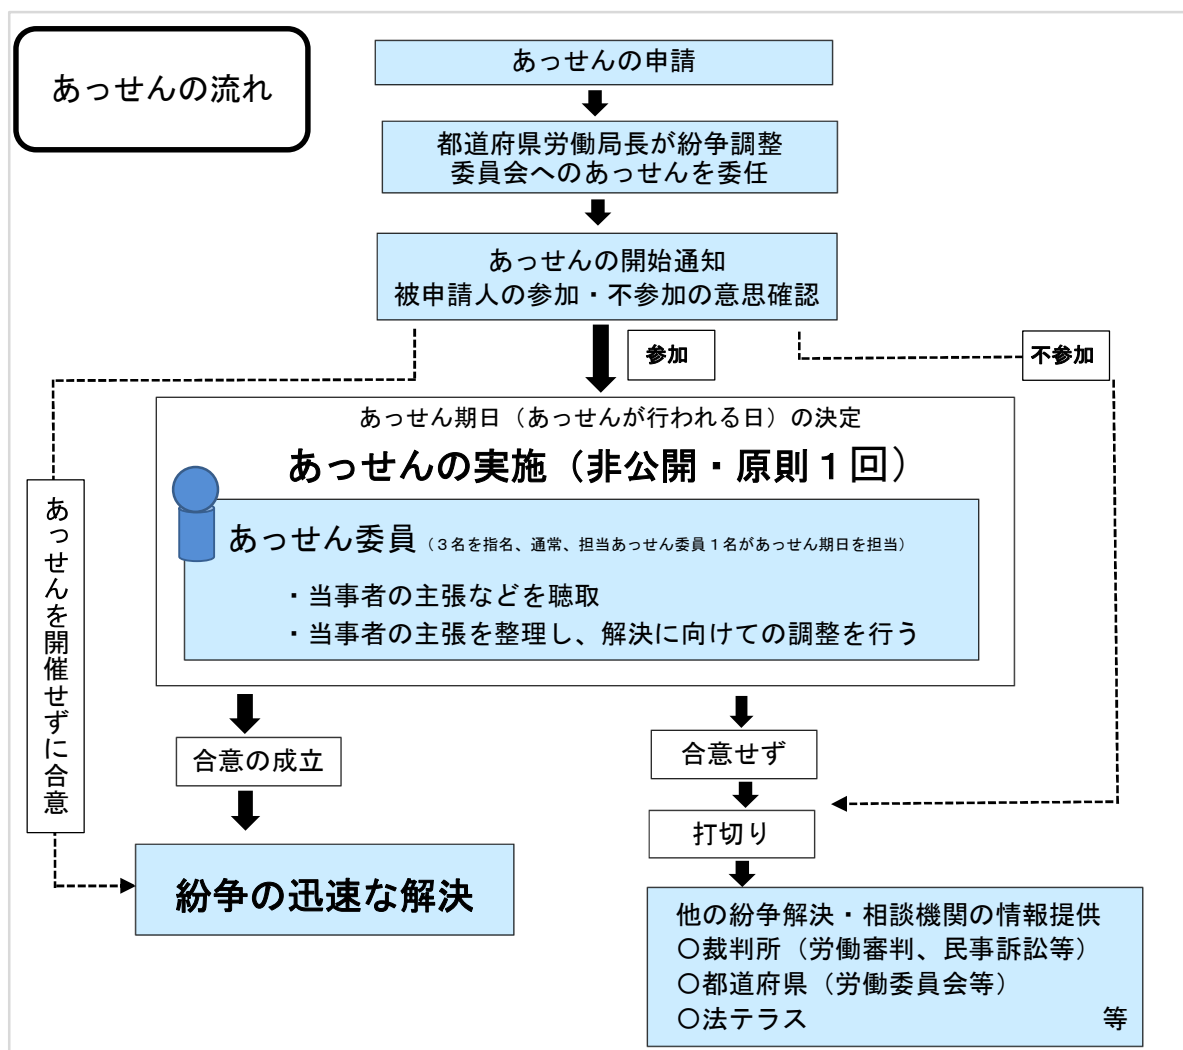 あっせんの流れ
あっせんの申請
都道府県労働局長が紛争調整
委員会へのあっせんを委任
あっせんの開始通知
被申請人の参加・不参加の意思確認
参加
不参加
あっせん期日（あっせんが行われる日）の決定
あっせんの実施（非公開・原則１回）
あっせん委員（３名を指名、通常、担当あっせん委員１名があっせん期日を担当）
・当事者の主張などを聴取
・当事者の主張を整理し、解決に向けての調整を行う
あっせんを開催せずに合意
合意の成立
合意せず
打切り
紛争の迅速な解決
他の紛争解決・相談機関の情報提供
○裁判所（労働審判、民事訴訟等）
○都道府県（労働委員会等）
○法テラス　等